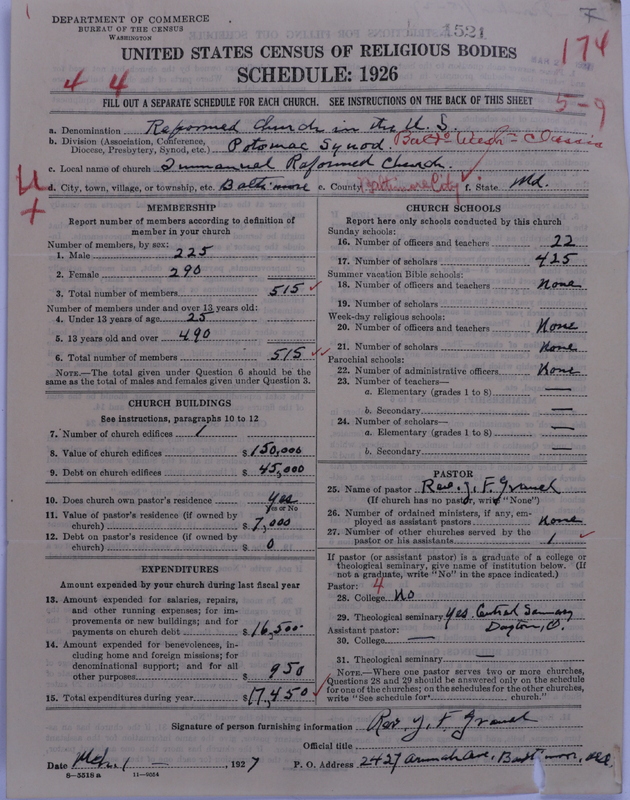 DEPARTMENT OF COMMERCE
BUREAU OF THE CENSUS
WASHINGTON
1521
UNITED STATES CENSUS OF RELIGIOUS BODIES
174
SCHEDULE: 1926
4 4
FILL OUT A SEPARATE SCHEDULE FOR EACH CHURCH. SEE INSTRUCTIONS ON THE BACK OF THIS SHEET
5-9
a. Denomination Reformed Church in the U. S.
b. Division (Association, Conference, Diocese, Presbytery, Synod, etc.) Potomac Synod. Classis
c. Local name of church Immanuel Reformed Church.
d. City, town, village, or township, etc. Baltimore e. County Baltimore City f. State Md.
MEMBERSHIP
Report number of members according to definition of member in your church
Number of members, by sex:
1. Male 225
2. Female 290
3. Total number of members 515
Number of members under and over 13 years old:
4. Under 13 years of age 25
5. 13 years old and over 490
6. Total number of members 515
NOTE.—The total given under Question 6 should be the same as the total of males and females given under Question 3.
CHURCH BUILDINGS
See instructions, paragraphs 10 to 12
7. Number of church edifices 1
8. Value of church edifices $ 150,000
9. Debt on church edifices $ 45,000
10. Does church own pastor's residence yes
Yes or No
11. Value of pastor's residence (if owned by church) $ 7,000
12. Debt on pastor's residence (if owned by church) $ 0
EXPENDITURES
Amount expended by your church during last fiscal year
13. Amount expended for salaries, repairs, and other running expenses; for improvements or new buildings; and for payments on church debt $ 16,500
14. Amount expended for benevolences, including home and foreign missions; for denominational support; and for all other purposes $ 950
15. Total expenditures during year $ 17,450
CHURCH SCHOOLS
Report here only schools conducted by this church
Sunday schools:
16. Number of officers and teachers 22
17. Number of scholars 425
Summer vacation Bible schools:
18. Number of officers and teachers None
19. Number of scholars
Week-day religious schools:
20. Number of officers and teachers None
21. Number of scholars None
Parochial schools:
22. Number of administrative officers None
23. Number of teachers—
a. Elementary (grades 1 to 8) —
b. Secondary —
24. Number of scholars—
a. Elementary (grades 1 to 8) —
b. Secondary —
PASTOR
25. Name of pastor Rev. J. F.
(If church has no pastor, write "None")
26. Number of ordained ministers, if any, employed as assistant pastors None
27. Number of other churches served by the pastor or his assistants 1
If pastor (or assistant pastor) is a graduate of a college or theological seminary, give name of institution below. (If not a graduate, write "No" in the space indicated.)
Pastor: 4
28. College No
29. Theological seminary yes. Central Seminary
Dayton, O.
Assistant pastor:
30. College —
31. Theological seminary —
NOTE.—Where one pastor serves two or more churches, Questions 28 and 29 should be answered only on the schedule for one of the churches; on the schedules for the other churches, write "See schedule for church."
Signature of person furnishing information Rev J. F.
Official title
Date 1, 1927 P. O. Address 2427 Ave, Baltimore, Md.
8—5518a 11—9034